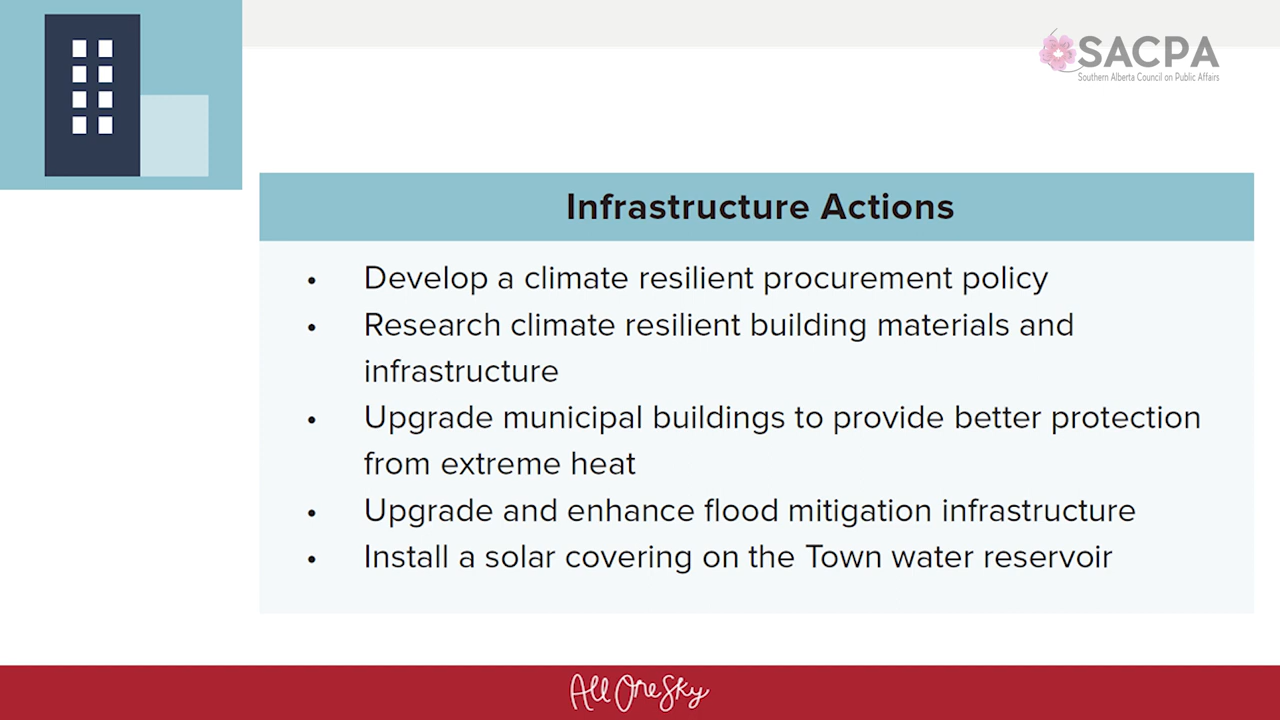 SACPA
Southern Alberta Council on Public Affairs
Infrastructure Actions
• Develop a climate resilient procurement policy
• Research climate resilient building materials and
infrastructure
• Upgrade municipal buildings to provide better protection
from extreme heat
• Upgrade and enhance flood mitigation infrastructure
• Install a solar covering on the Town water reservoir
All One Sky